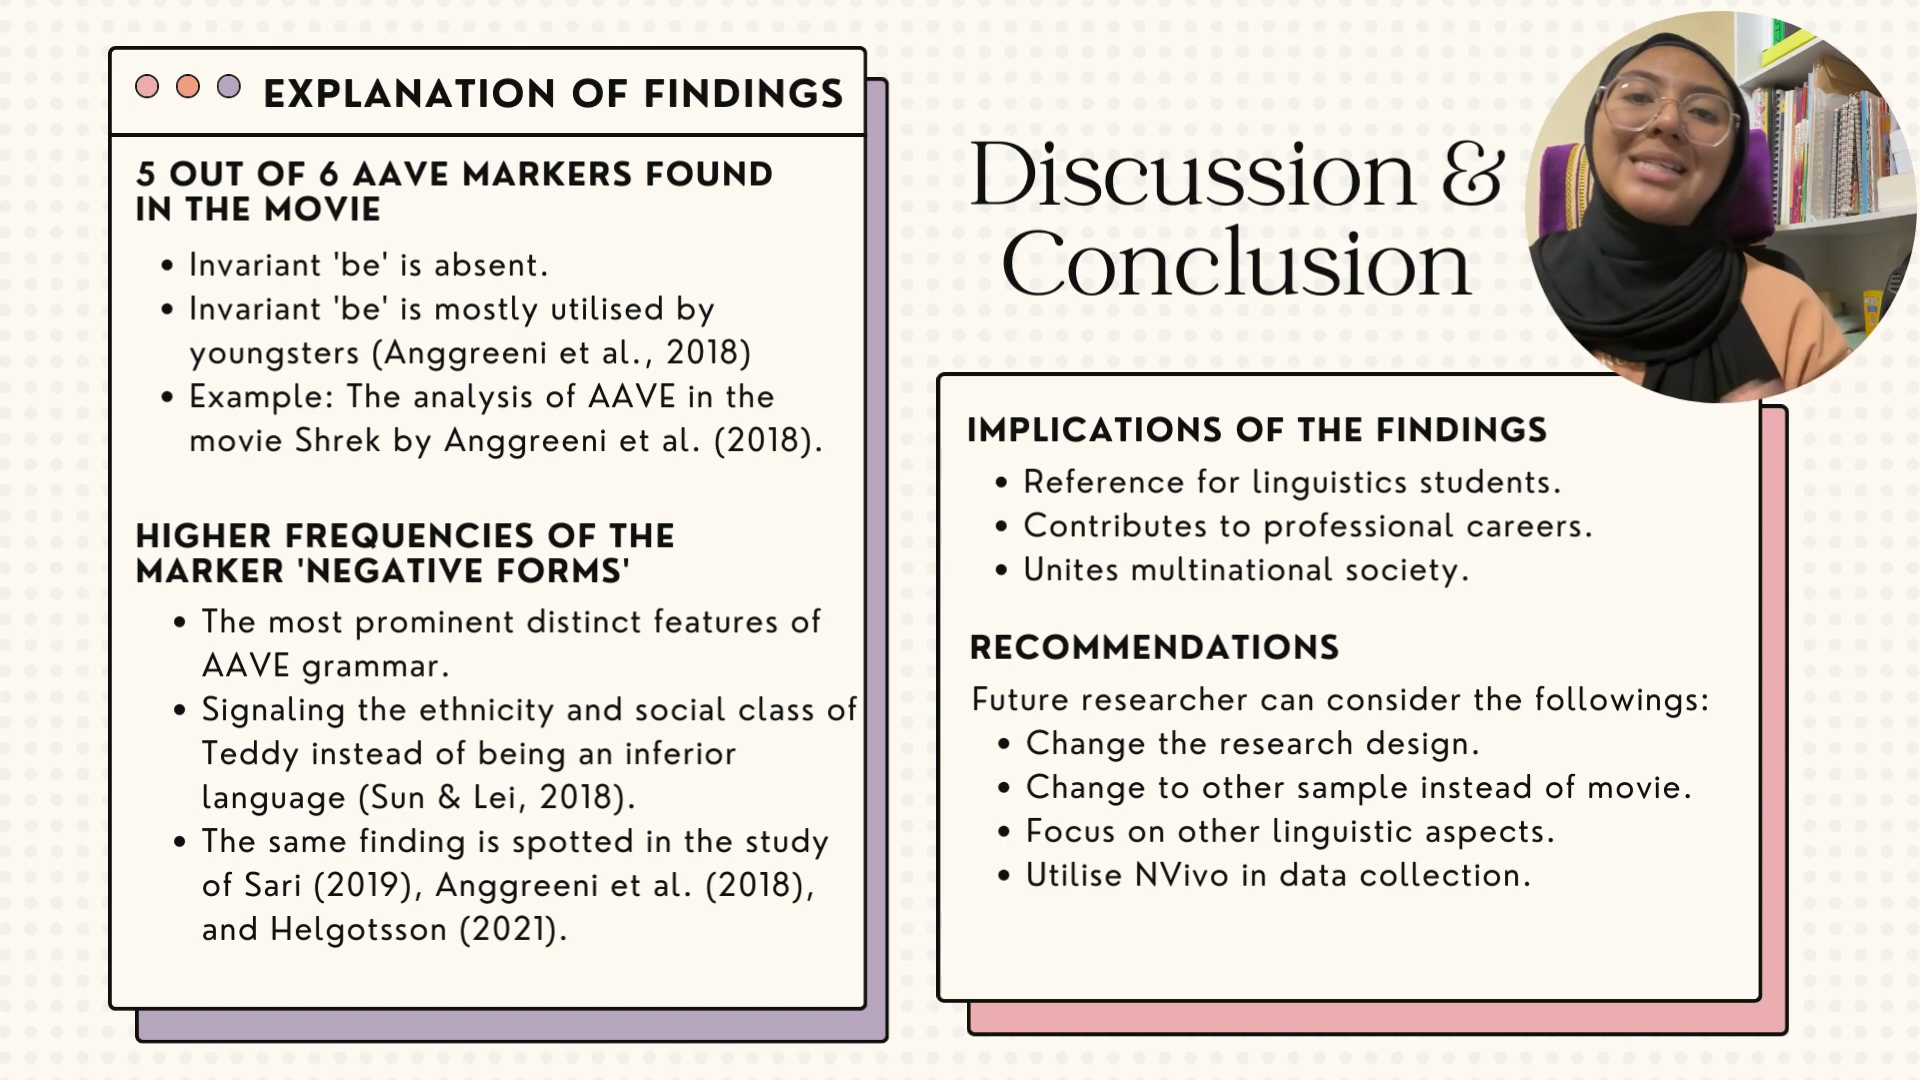 EXPLANATION OF FINDINGS
5 OUT OF 6 AAVE MARKERS FOUND
IN THE MOVIE
• Invariant 'be' is absent.
• Invariant 'be' is mostly utilised by
youngsters (Anggreeni et al., 2018)
• Example: The analysis of AAVE in the
movie Shrek by Anggreeni et al. (2018).
HIGHER FREQUENCIES OF THE
MARKER 'NEGATIVE FORMS'
• The most prominent distinct features of
AAVE grammar.
• Signaling the ethnicity and social class of
Teddy instead of being an inferior
language (Sun & Lei, 2018).
• The same finding is spotted in the study
of Sari (2019), Anggreeni et al. (2018),
and Helgotsson (2021).
Discussion &
Conclusion
IMPLICATIONS OF THE FINDINGS
• Reference for linguistics students.
• Contributes to professional careers.
• Unites multinational society.
RECOMMENDATIONS
Future researcher can consider the followings:
• Change the research design.
• Change to other sample instead of movie.
• Focus on other linguistic aspects.
• Utilise NVivo in data collection.